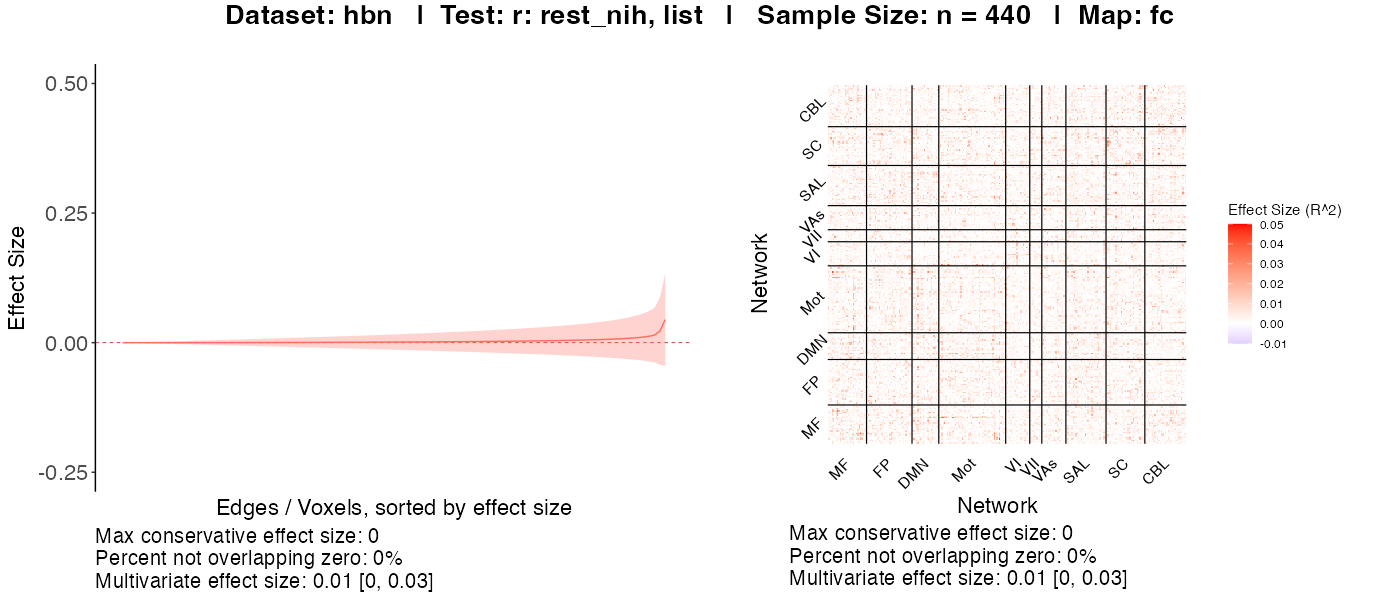 Dataset: hbn | Test: r: rest_nih, list | Sample Size: n = 440 | Map: fc
0.50
0.25
0.00
-0.25
Effect Size
Edges / Voxels, sorted by effect size
Max conservative effect size: 0
Percent not overlapping zero: 0%
Multivariate effect size: 0.01 [0, 0.03]
Network
CBL
SC
SAL
VAs
VII
VI
Mot
DMN
FP
MF
MF
FP
DMN
Mot
VI
VII
VAs
SAL
SC
CBL
Network
Max conservative effect size: 0
Percent not overlapping zero: 0%
Multivariate effect size: 0.01 [0, 0.03]
Effect Size (R^2)
0.05
0.04
0.03
0.01
0.00
-0.01